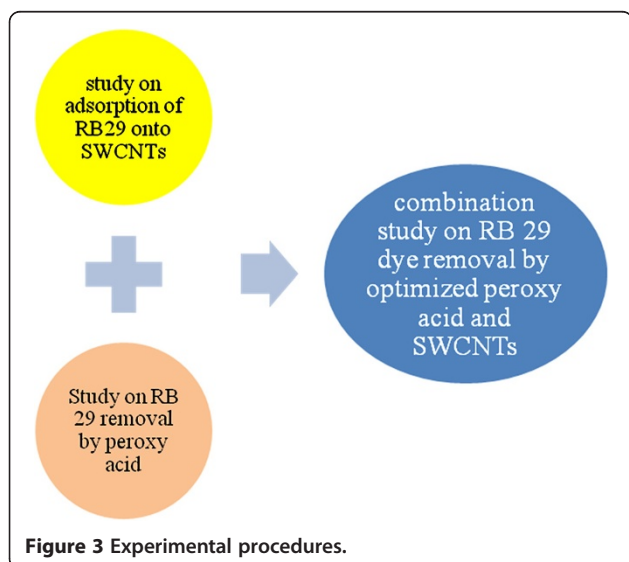 study on
adsorption of
RB29 onto
SWCNTs
Study on RB
29 removal
by peroxy
acid
combination
study on RB 29
dye removal by
optimized peroxy
acid and
SWCNTs
Figure 3 Experimental procedures.